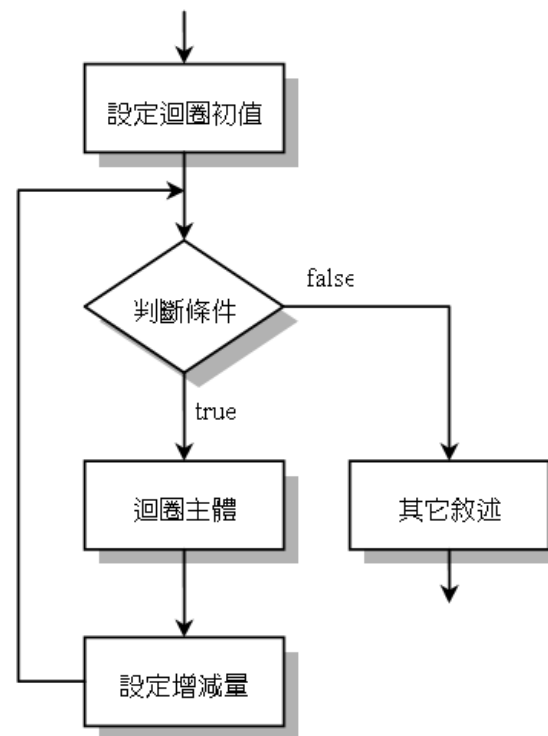 設定迴圈初值
判斷條件
false
true
迴圈主體
其它敘述
設定增減量